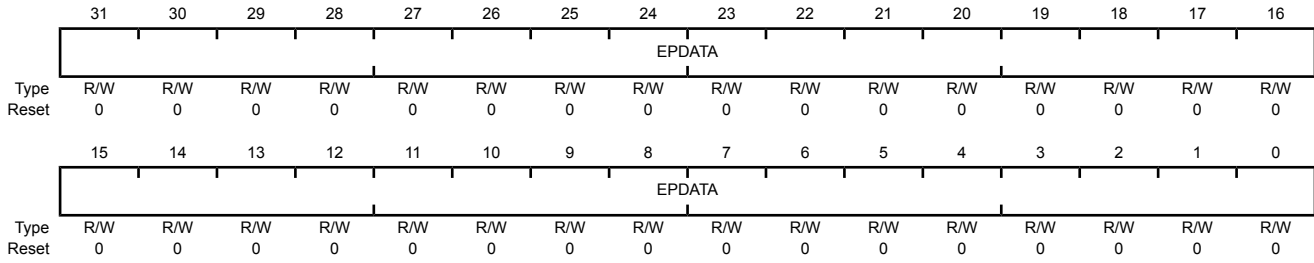 31 30 29 28 27 26 25 24 23 22 21 20 19 18 17 16
EPDATA
Type R/W R/W R/W R/W R/W R/W R/W R/W R/W R/W R/W R/W R/W R/W R/W R/W
Reset 0 0 0 0 0 0 0 0 0 0 0 0 0 0 0 0
15 14 13 12 11 10 9 8 7 6 5 4 3 2 1 0
EPDATA
Type R/W R/W R/W R/W R/W R/W R/W R/W R/W R/W R/W R/W R/W R/W R/W R/W
Reset 0 0 0 0 0 0 0 0 0 0 0 0 0 0 0 0